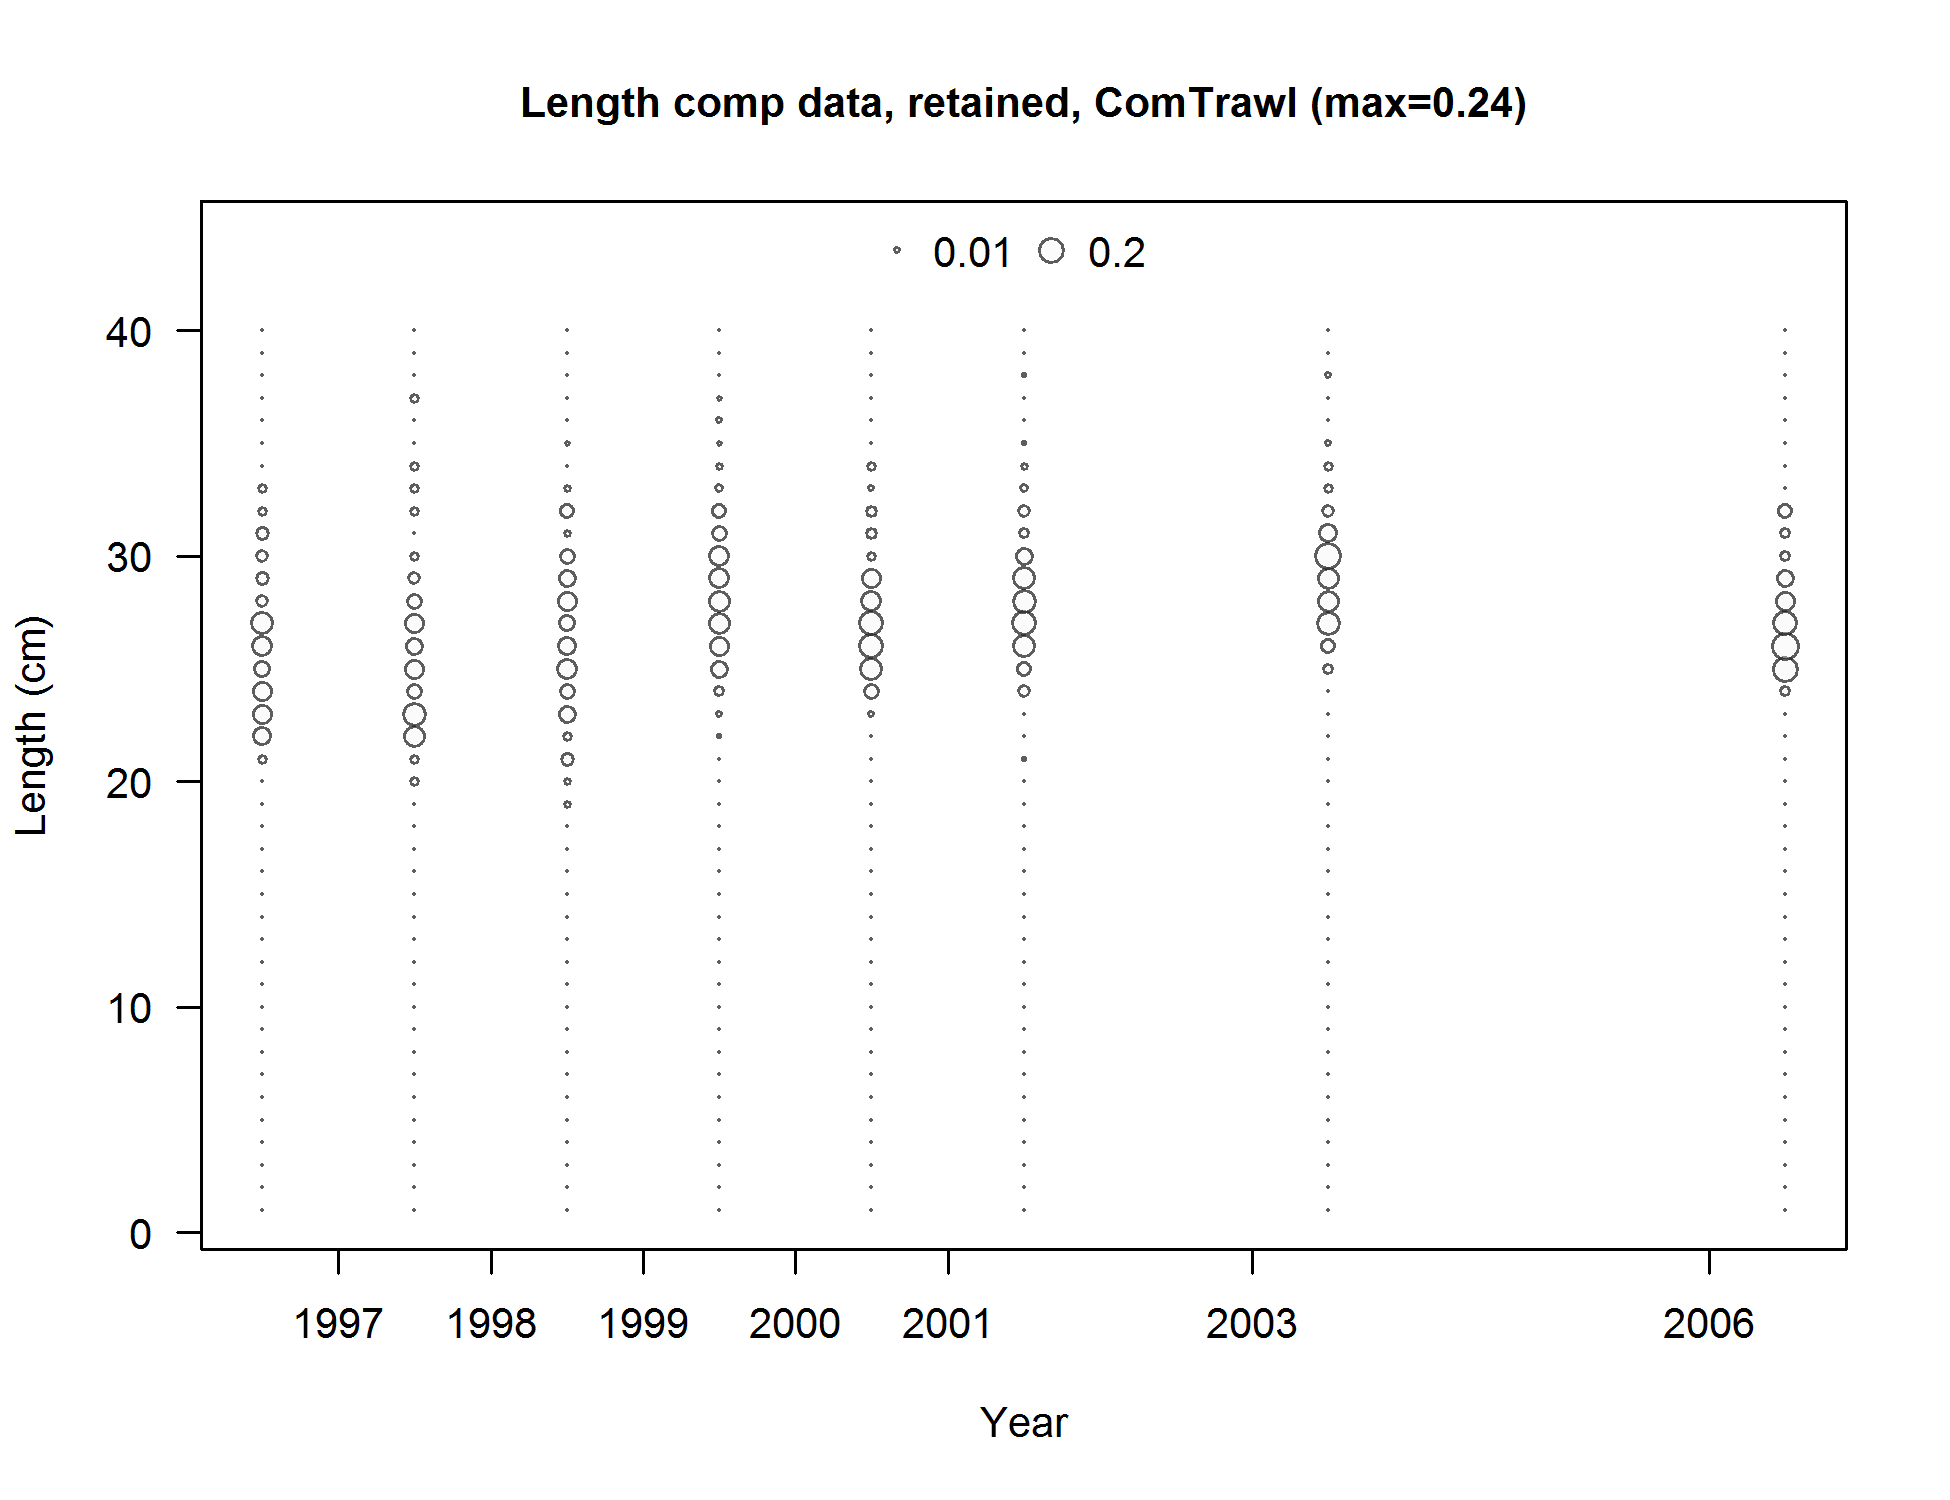 Length comp data, retained, ComTrawl (max=0.24)
0.01 0.2
40
30
20
10
0
Length (cm)
1997 1998 1999 2000 2001 2003 2006
Year